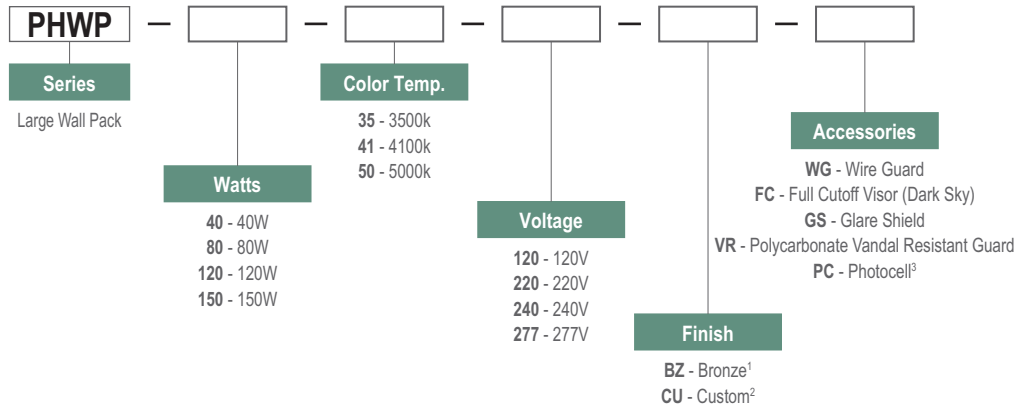 PHWP
Series
Large Wall Pack
Watts
40 - 40W
80 - 80W
120 - 120W
150 - 150W
Color Temp.
35 - 3500k
41 - 4100k
50 - 5000k
Voltage
120 - 120V
220 - 220V
240 - 240V
277 - 277V
Finish
BZ - Bronze¹
CU - Custom²
Accessories
WG - Wire Guard
FC - Full Cutoff Visor (Dark Sky)
GS - Glare Shield
VR - Polycarbonate Vandal Resistant Guard
PC - Photocell³